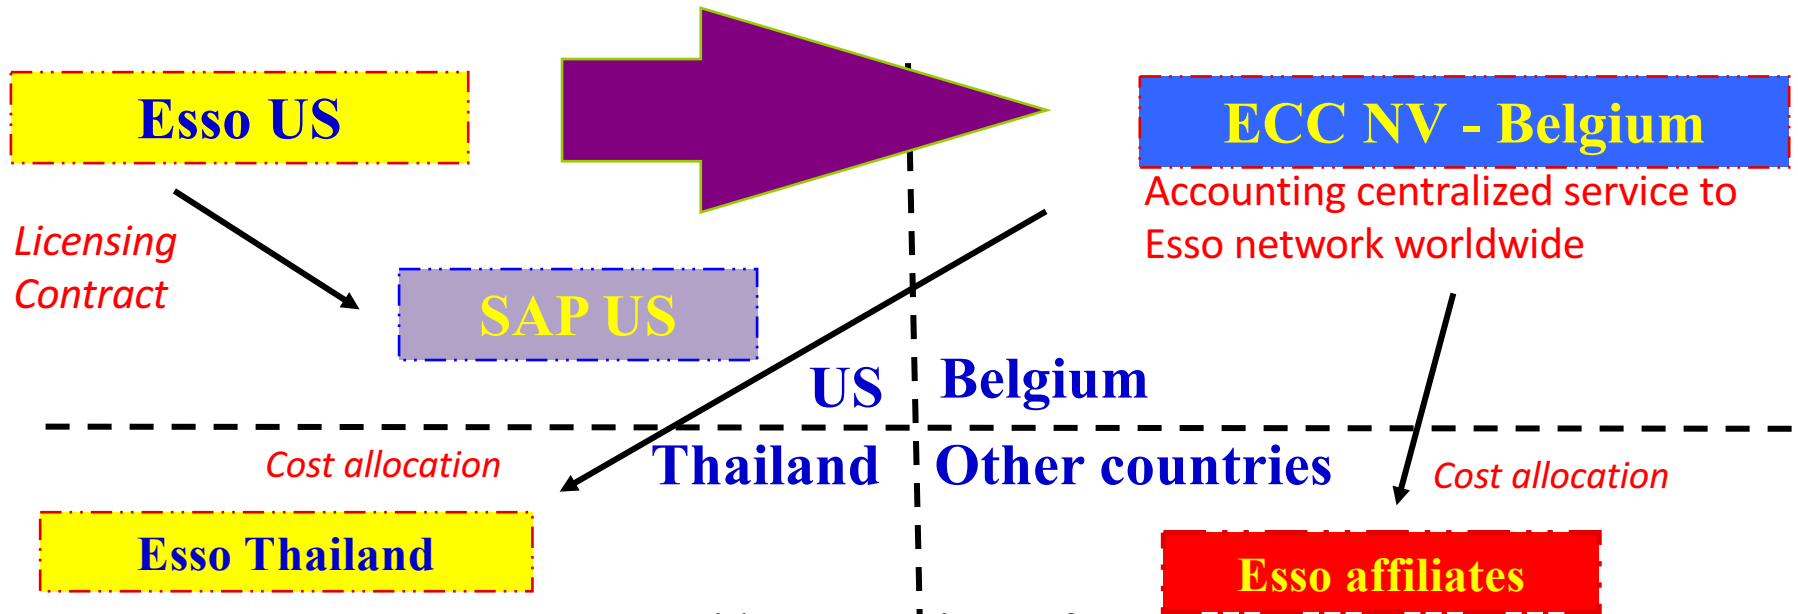 Esso US
ECC NV - Belgium
Accounting centralized service to
Esso network worldwide
Licensing
Contract
SAP US
US
Belgium
Thailand
Other countries
Cost allocation
Cost allocation
Esso Thailand
Esso affiliates